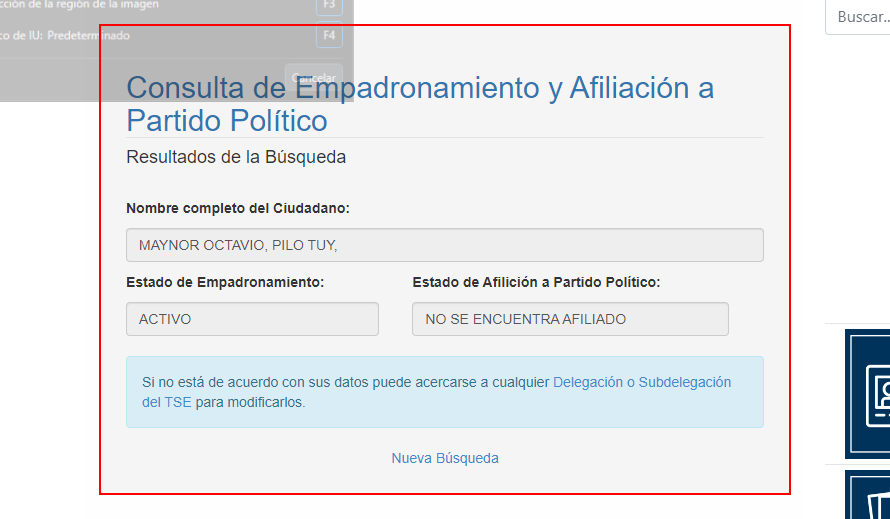 cción de la región de la imagen
F3
co de IU: Predeterminado
F4
Cancelar
Buscar..
Consulta de Empadronamiento y Afiliación a
Partido Político
Resultados de la Búsqueda
Nombre completo del Ciudadano:
MAYNOR OCTAVIO, PILO TUY,
Estado de Empadronamiento:
Estado de Afilición a Partido Político:
ACTIVO
NO SE ENCUENTRA AFILIADO
Si no está de acuerdo con sus datos puede acercarse a cualquier Delegación o Subdelegación
del TSE para modificarlos.
Nueva Búsqueda